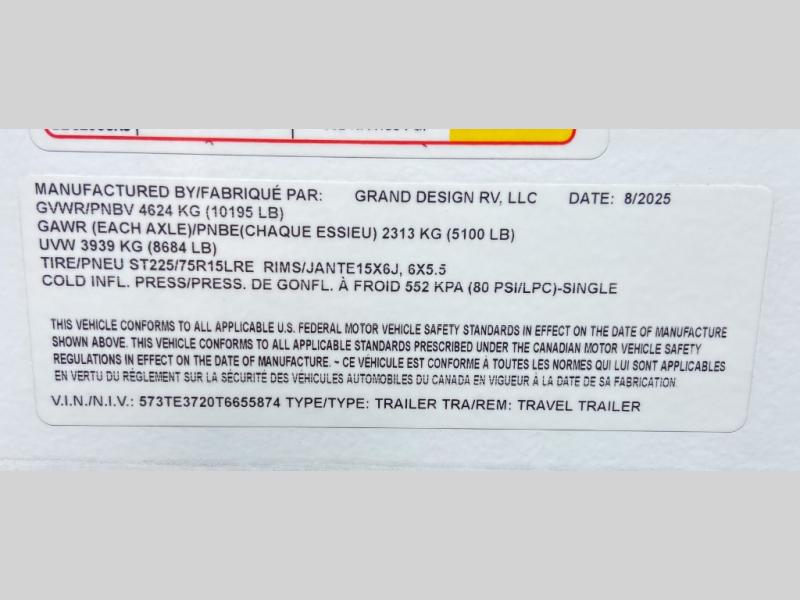 MANUFACTURED BY/FABRIQUÉ PAR: GRAND DESIGN RV, LLC DATE: 8/2025
GVWR/PNBV 4624 KG (10195 LB)
GAWR (EACH AXLE)/PNBE(CHAQUE ESSIEU) 2313 KG (5100 LB)
UVW 3939 KG (8684 LB)
TIRE/PNEU ST225/75R15LRE RIMS/JANTE15X6J, 6X5.5
COLD INFL. PRESS/PRESS. DE GONFL. À FROID 552 KPA (80 PSI/LPC)-SINGLE
THIS VEHICLE CONFORMS TO ALL APPLICABLE U.S. FEDERAL MOTOR VEHICLE SAFETY STANDARDS IN EFFECT ON THE DATE OF MANUFACTURE
SHOWN ABOVE. THIS VEHICLE CONFORMS TO ALL APPLICABLE STANDARDS PRESCRIBED UNDER THE CANADIAN MOTOR VEHICLE SAFETY
REGULATIONS IN EFFECT ON THE DATE OF MANUFACTURE. ~ CE VÉHICULE EST CONFORME À TOUTES LES NORMES QUI LUI SONT APPLICABLES
EN VERTU DU RÉGLEMENT SUR LA SÉCURITÉ DES VÉHICULES AUTOMOBILES DU CANADA EN VIGUEUR À LA DATE DE SA FABRICATION.
V.I.N./N.I.V.: 573TE3720T6655874 TYPE/TYPE: TRAILER TRA/REM: TRAVEL TRAILER